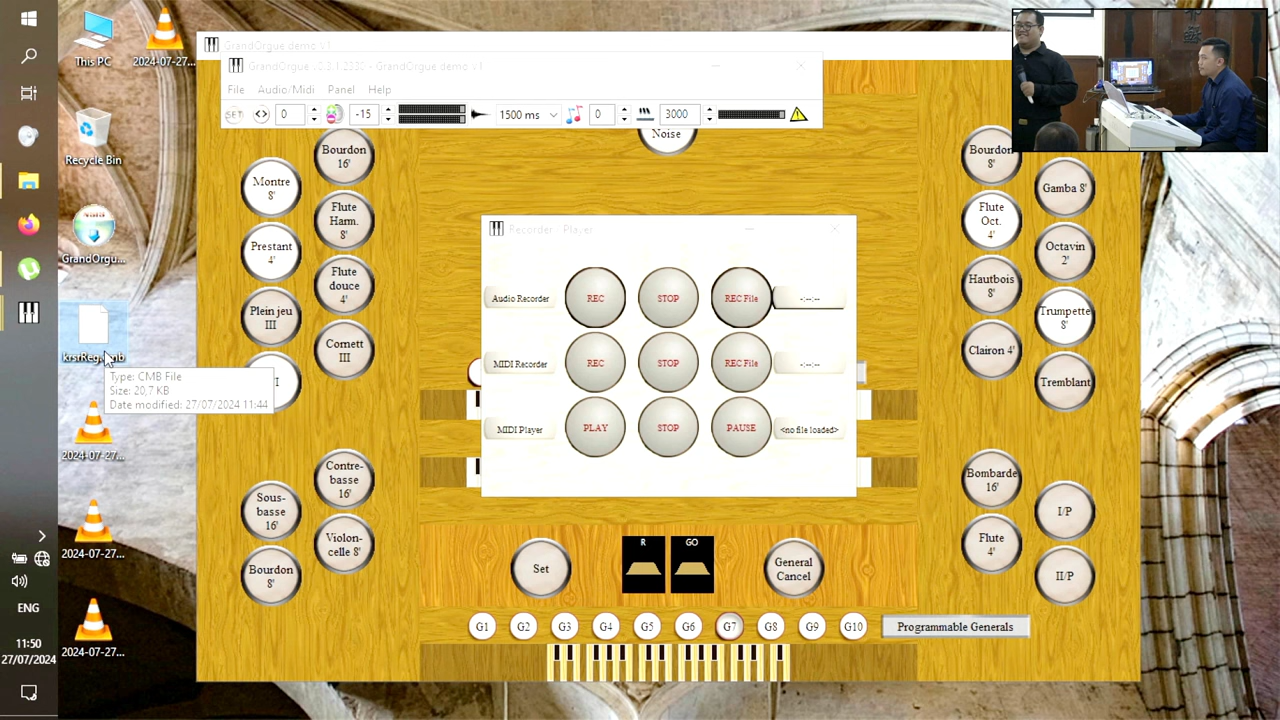 This PC
2024-07-27...
Recycle Bin
GrandOrgu...
krsrReg.cmb
Type: CMB File
Size: 20,7 KB
Date modified: 27/07/2024 11:44
2024-07-27...
2024-07-27...
2024-07-27...
ENG
11:50
27/07/2024
GrandOrgue demo V1
GrandOrgue ..0.3.1.2330 - GrandOrgue demo V1
File
Audio/Midi
Panel
Help
SET
0
-15
1500 ms
0
3000
Noise
Bourdon
16'
Montre
8'
Flute
Harm.
8'
Prestant
4'
Flute
douce
4'
Plein jeu
III
Cornett
III
I
Contre-
basse
16'
Sous-
basse
16'
Violon-
celle 8'
Bourdon
8'
Recorder - Player
Audio Recorder
REC
STOP
REC File
-:--:--
MIDI Recorder
REC
STOP
REC File
-:--:--
MIDI Player
PLAY
STOP
PAUSE
<no file loaded>
Bourdon
8'
Gamba 8'
Flute
Oct.
4'
Octavin
2'
Hautbois
8'
Trumpette
8'
Clairon 4'
Tremblant
Bombarde
16'
I/P
Flute
4'
II/P
Set
R
GO
General
Cancel
G1
G2
G3
G4
G5
G6
G7
G8
G9
G10
Programmable Generals